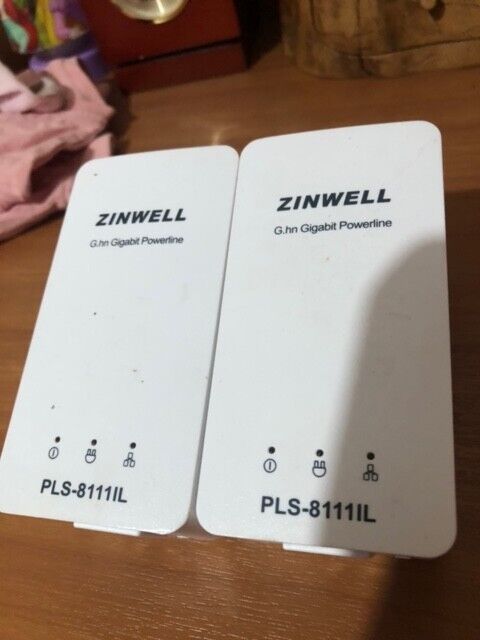 ZINWELL
G.hn Gigabit Powerline
PLS-8111IL
ZINWELL
G.hn Gigabit Powerline
PLS-8111IL